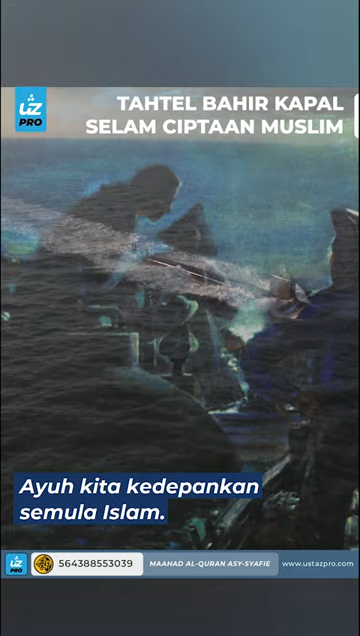 UZ
PRO
TAHTEL BAHIR KAPAL
SELAM CIPTAAN MUSLIM
Ayuh kita kedepankan
semula Islam.
UZ
PRO
564388553039
MAAHAD AL-QURAN ASY-SYAFIE
www.ustazpro.com